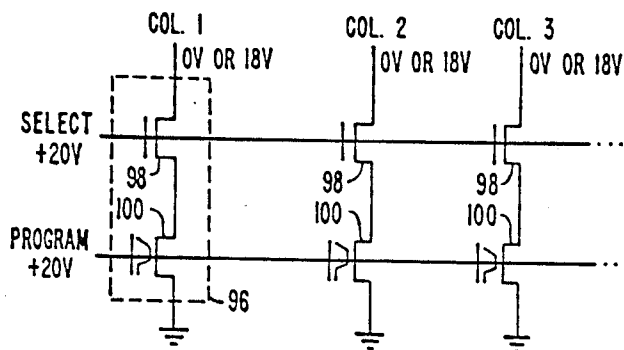 COL. 1
COL. 2
COL. 3
0V OR 18V
0V OR 18V
0V OR 18V
SELECT
+20V
98
98
98
100
100
100
PROGRAM
+20V
96